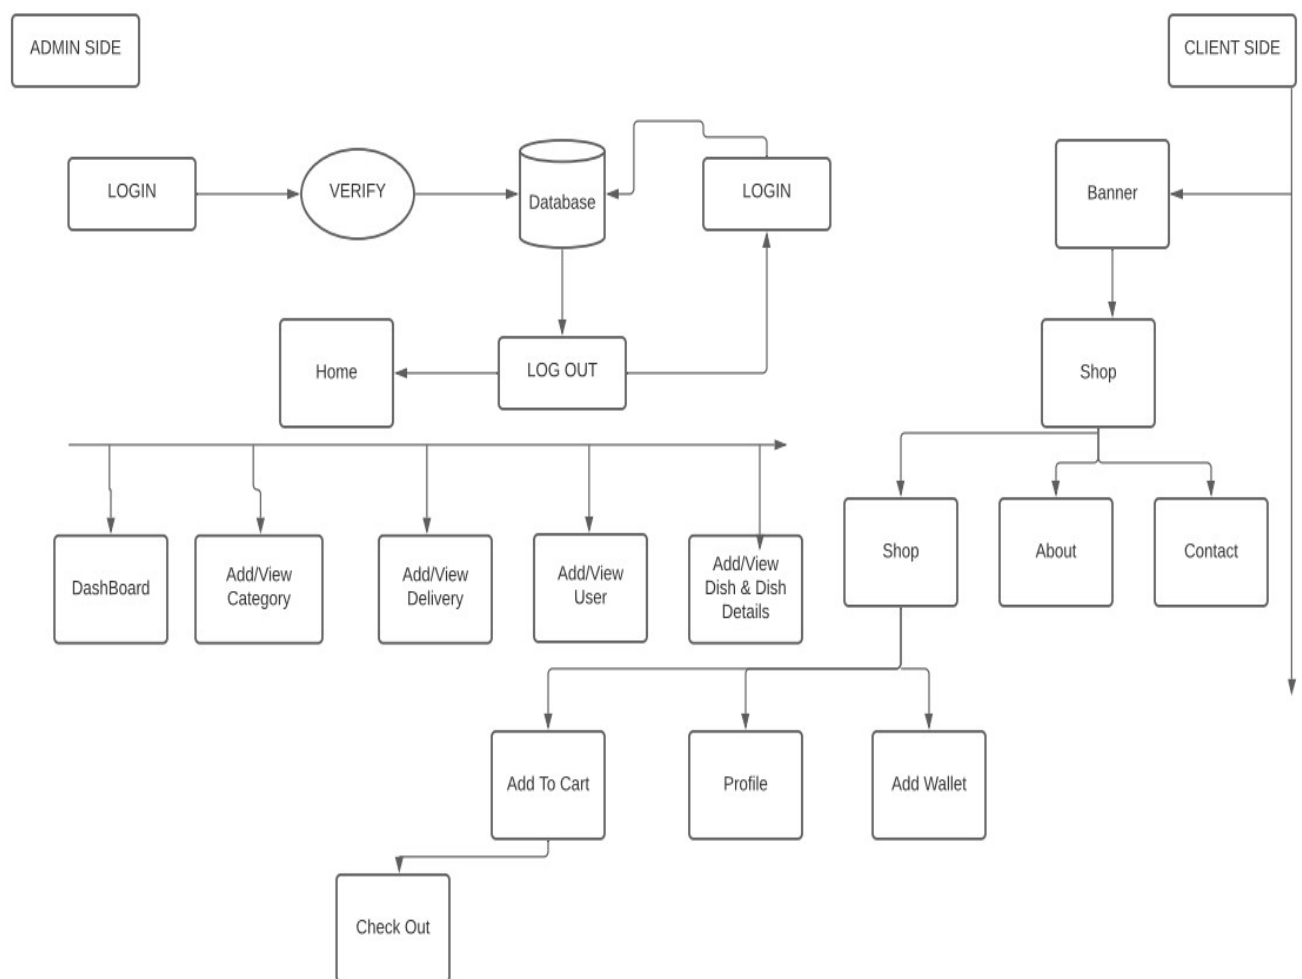 ADMIN SIDE
CLIENT SIDE
LOGIN
VERIFY
Database
LOGIN
Banner
Home
LOG OUT
Shop
Shop
About
Contact
DashBoard
Add/View
Category
Add/View
Delivery
Add/View
User
Add/View
Dish & Dish
Details
Add To Cart
Profile
Add Wallet
Check Out